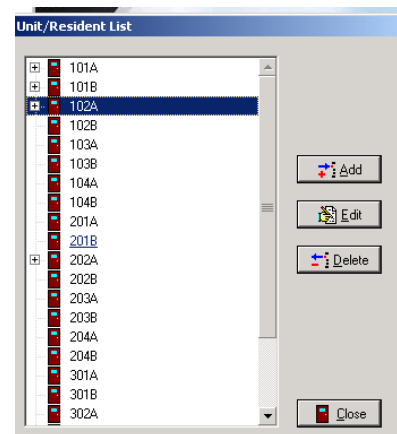 Unit/Resident List
101A
101B
102A
102B
103A
103B
104A
104B
201A
201B
202A
202B
203A
203B
204A
204B
301A
301B
302A
Add
Edit
Delete
Close